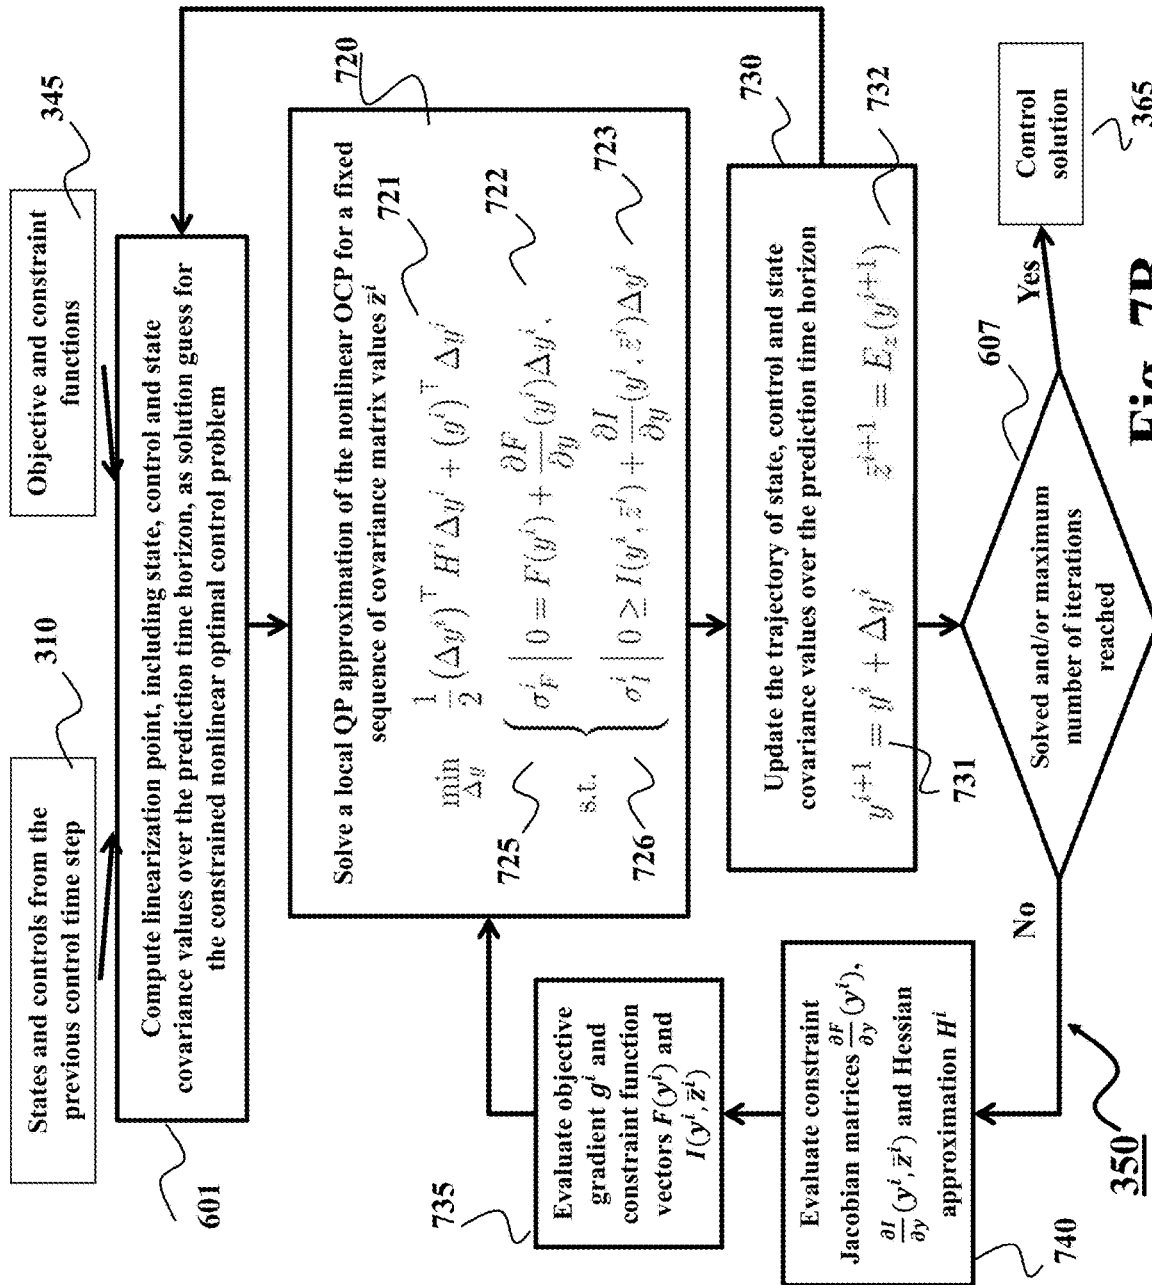 States and controls from the
previous control time step
310
Objective and constraint
functions
345
Compute linearization point, including state, control and state
covariance values over the prediction time horizon, as solution guess for
the constrained nonlinear optimal control problem
601
720
Solve a local QP approximation of the nonlinear OCP for a fixed
sequence of covariance matrix values z̄^i
721
min_{Δy} 1/2 (Δy^i)^⊤ H^i Δy^i + (g^i)^⊤ Δy^i
725
s.t.
σ_F^i | 0 = F(y^i) + ∂F/∂y (y^i)Δy^i,
722
726
σ_I^i | 0 ≥ I(y^i, z̄^i) + ∂I/∂y (y^i, z̄^i)Δy^i
723
730
Update the trajectory of state, control and state
covariance values over the prediction time horizon
y^{i+1} = y^i + Δy^i
z̄^{i+1} = E_z(y^{i+1})
731
732
607
Solved and/or maximum
number of iterations
reached
Yes
Control
solution
365
No
735
Evaluate objective
gradient g^i and
constraint function
vectors F(y^i) and
I(y^i, z̄^i)
740
Evaluate constraint
Jacobian matrices ∂F/∂y (y^i),
∂I/∂y (y^i, z̄^i) and Hessian
approximation H^i
350
Fig. 7B